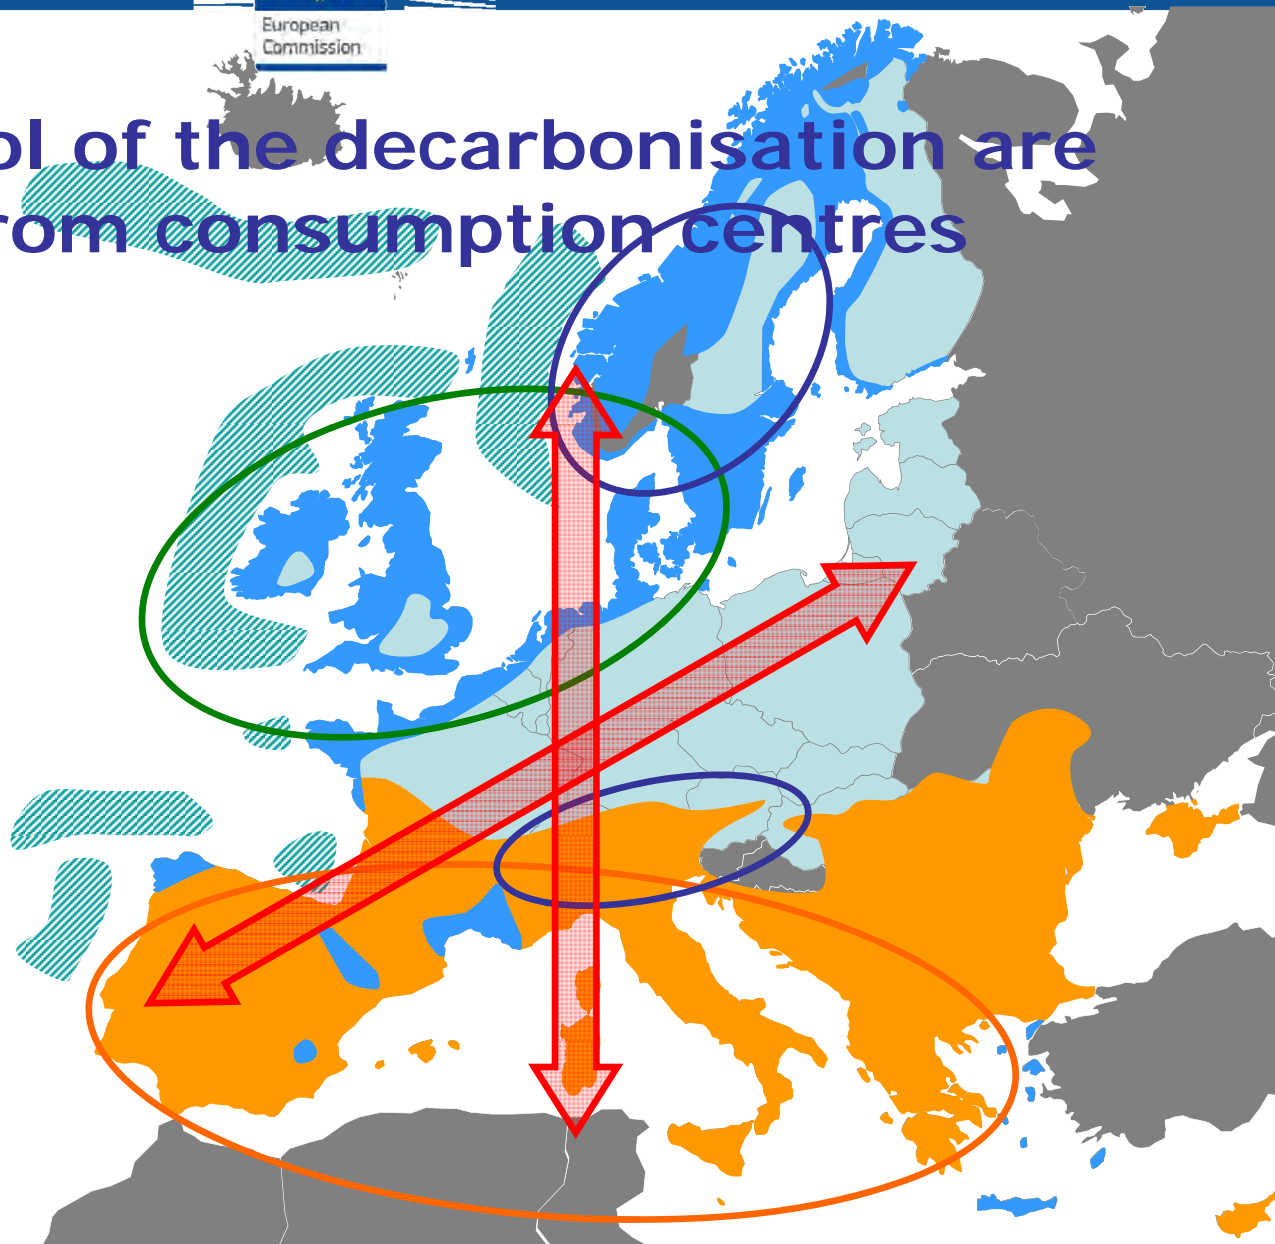 European
Commission
ol of the decarbonisation are
rom consumption centres